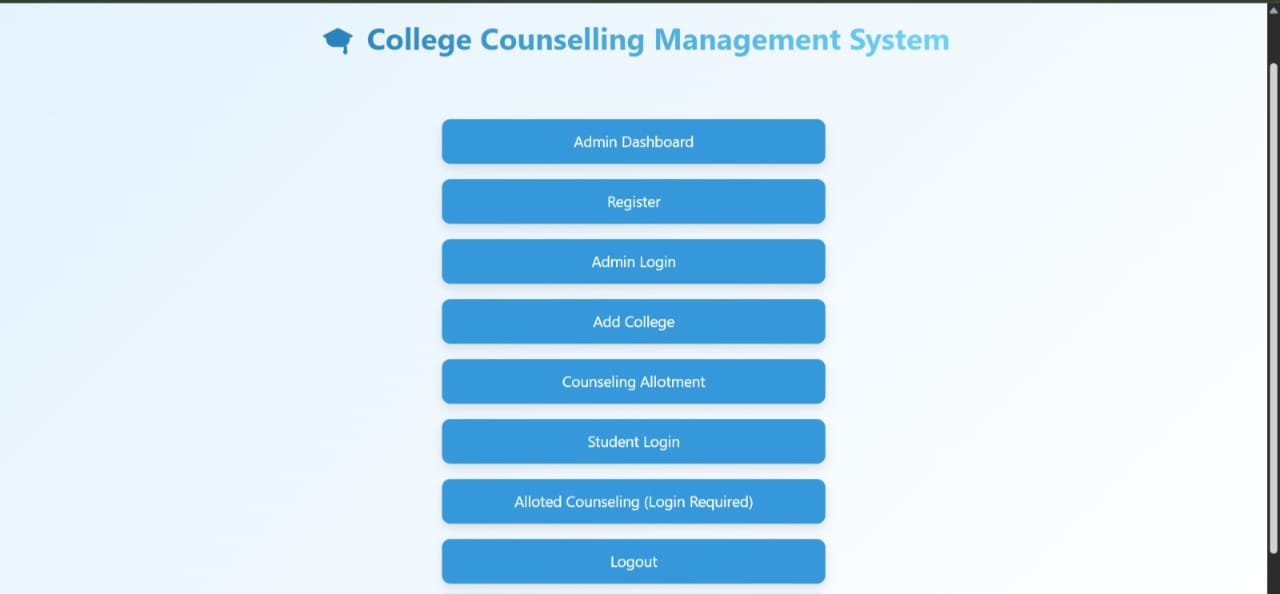 College Counselling Management System
Admin Dashboard
Register
Admin Login
Add College
Counseling Allotment
Student Login
Alloted Counseling (Login Required)
Logout